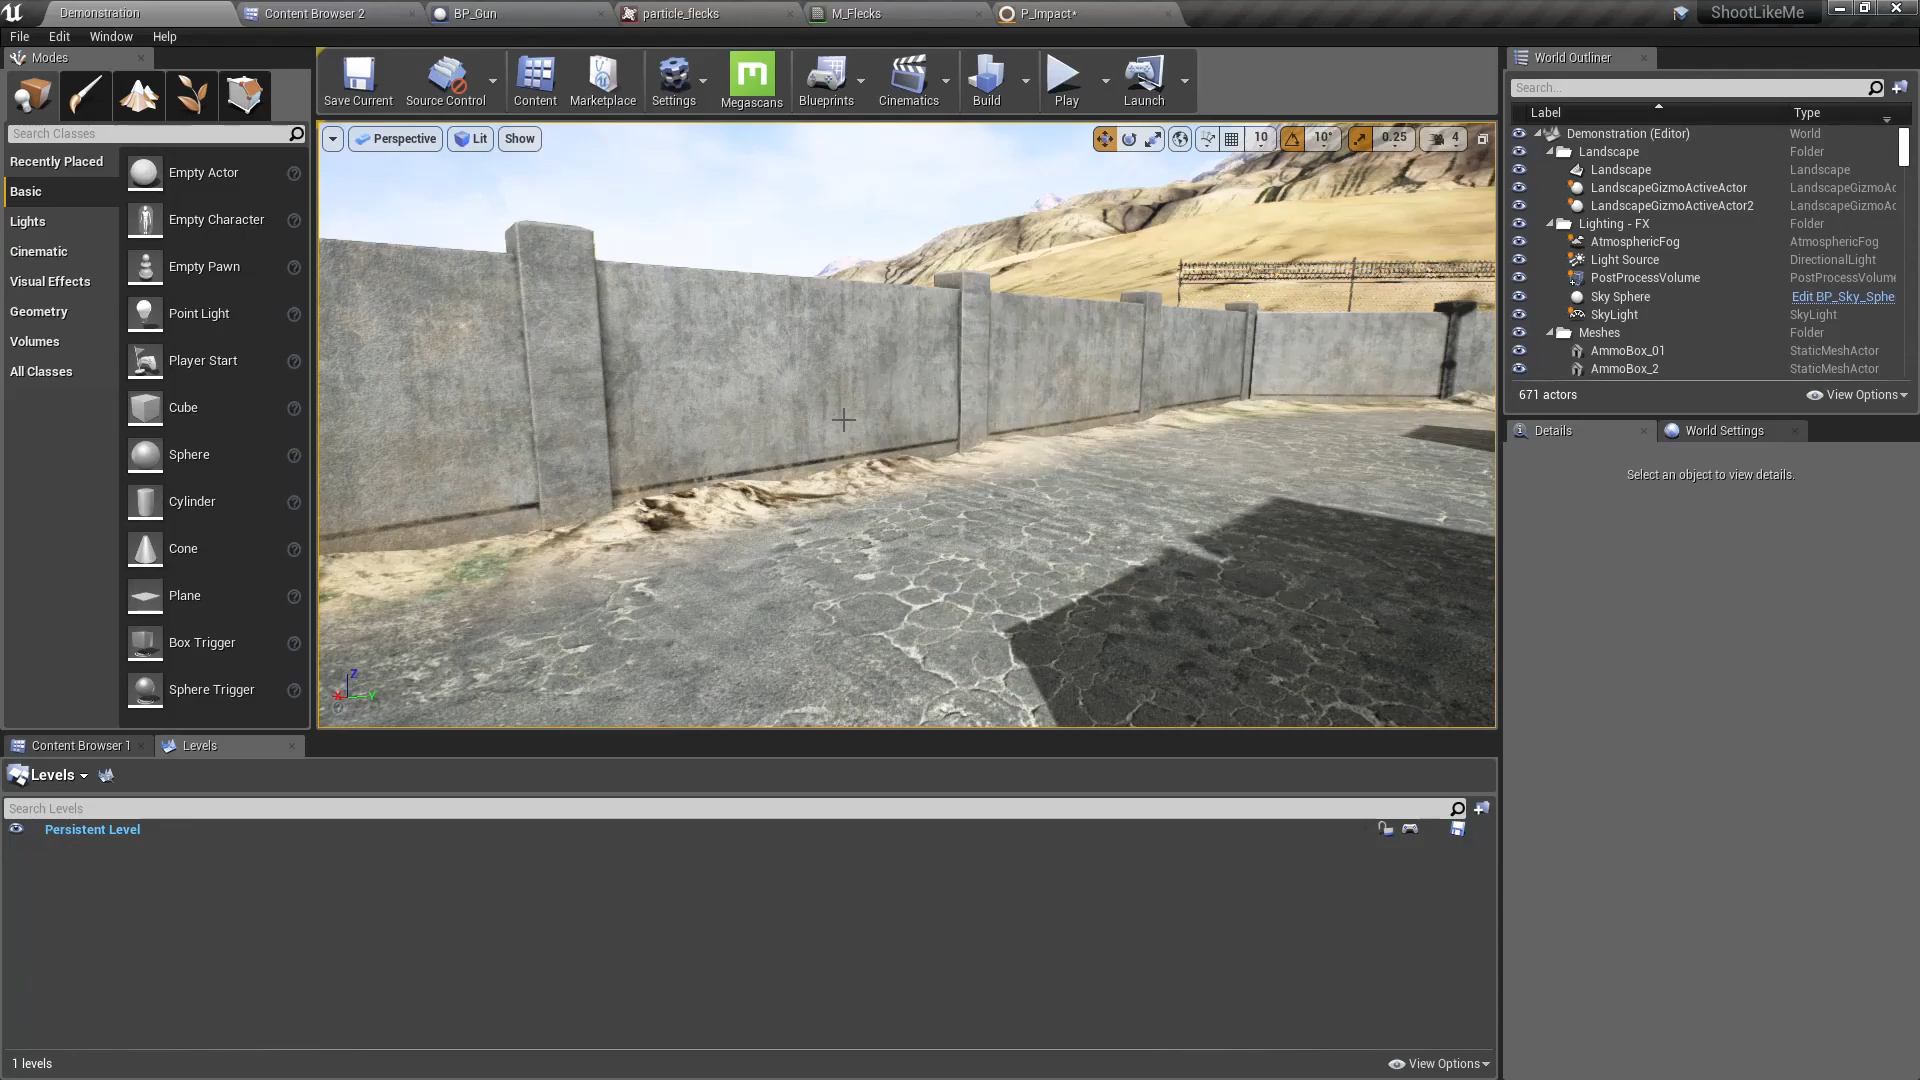 Demonstration
Content Browser 2
BP_Gun
particle_flecks
M_Flecks
P_Impact*
ShootLikeMe
File
Edit
Window
Help
Modes
Search Classes
Recently Placed
Basic
Lights
Cinematic
Visual Effects
Geometry
Volumes
All Classes
Empty Actor
Empty Character
Empty Pawn
Point Light
Player Start
Cube
Sphere
Cylinder
Cone
Plane
Box Trigger
Sphere Trigger
Save Current
Source Control
Content
Marketplace
Settings
Megascans
Blueprints
Cinematics
Build
Play
Launch
Perspective
Lit
Show
10
10°
0.25
4
Z
X
Y
World Outliner
Search...
Label
Type
Demonstration (Editor)
World
Landscape
Folder
Landscape
Landscape
LandscapeGizmoActiveActor
LandscapeGizmoAc
LandscapeGizmoActiveActor2
LandscapeGizmoAc
Lighting - FX
Folder
AtmosphericFog
AtmosphericFog
Light Source
DirectionalLight
PostProcessVolume
PostProcessVolume
Sky Sphere
Edit BP_Sky_Sphe
SkyLight
SkyLight
Meshes
Folder
AmmoBox_01
StaticMeshActor
AmmoBox_2
StaticMeshActor
671 actors
View Options
Details
World Settings
Select an object to view details.
Content Browser 1
Levels
Levels
Search Levels
Persistent Level
1 levels
View Options